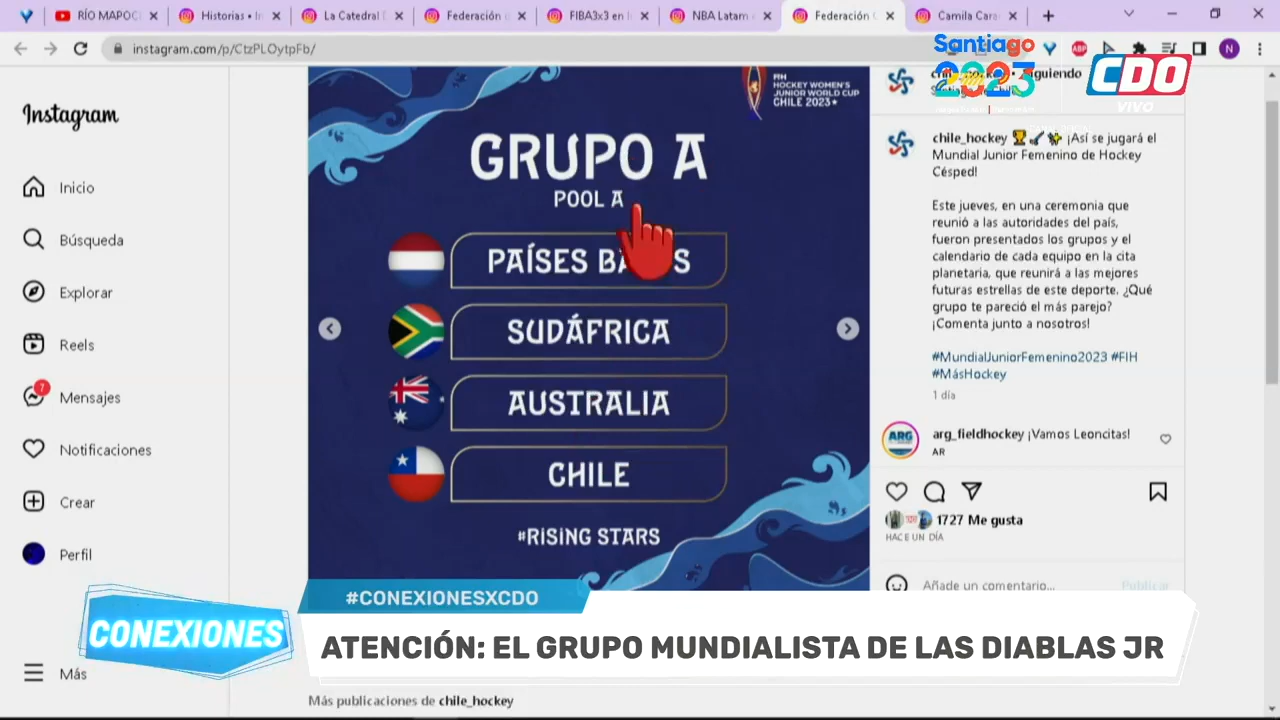 RÍO MAPOC
Historias • In
La Catedral D
Federación d
FIBA3x3 en I
NBA Latam
Federación
Camila Cara
instagram.com/p/CtzPLOytpFb/
ABP
N
Santiago
2023
CDO
VIVO
Siguiendo
Instagram
Inicio
Búsqueda
Explorar
Reels
7
Mensajes
Notificaciones
Crear
Perfil
Más
FIH
HOCKEY WOMEN'S
JUNIOR WORLD CUP
CHILE 2023
GRUPO A
POOL A
PAÍSES BA S
SUDÁFRICA
AUSTRALIA
CHILE
#RISING STARS
chile_hockey ¡Así se jugará el
Mundial Junior Femenino de Hockey
Césped!
Este jueves, en una ceremonia que
reunió a las autoridades del país,
fueron presentados los grupos y el
calendario de cada equipo en la cita
planetaria, que reunirá a las mejores
futuras estrellas de este deporte. ¿Qué
grupo te pareció el más parejo?
¡Comenta junto a nosotros!
#MundialJuniorFemenino2023 #FIH
#MásHockey
1 día
ARG
arg_fieldhockey ¡Vamos Leoncitas!
AR
1727 Me gusta
HACE UN DÍA
Añade un comentario...
Publicar
#CONEXIONESXCDO
CONEXIONES
ATENCIÓN: EL GRUPO MUNDIALISTA DE LAS DIABLAS JR
Más publicaciones de chile_hockey